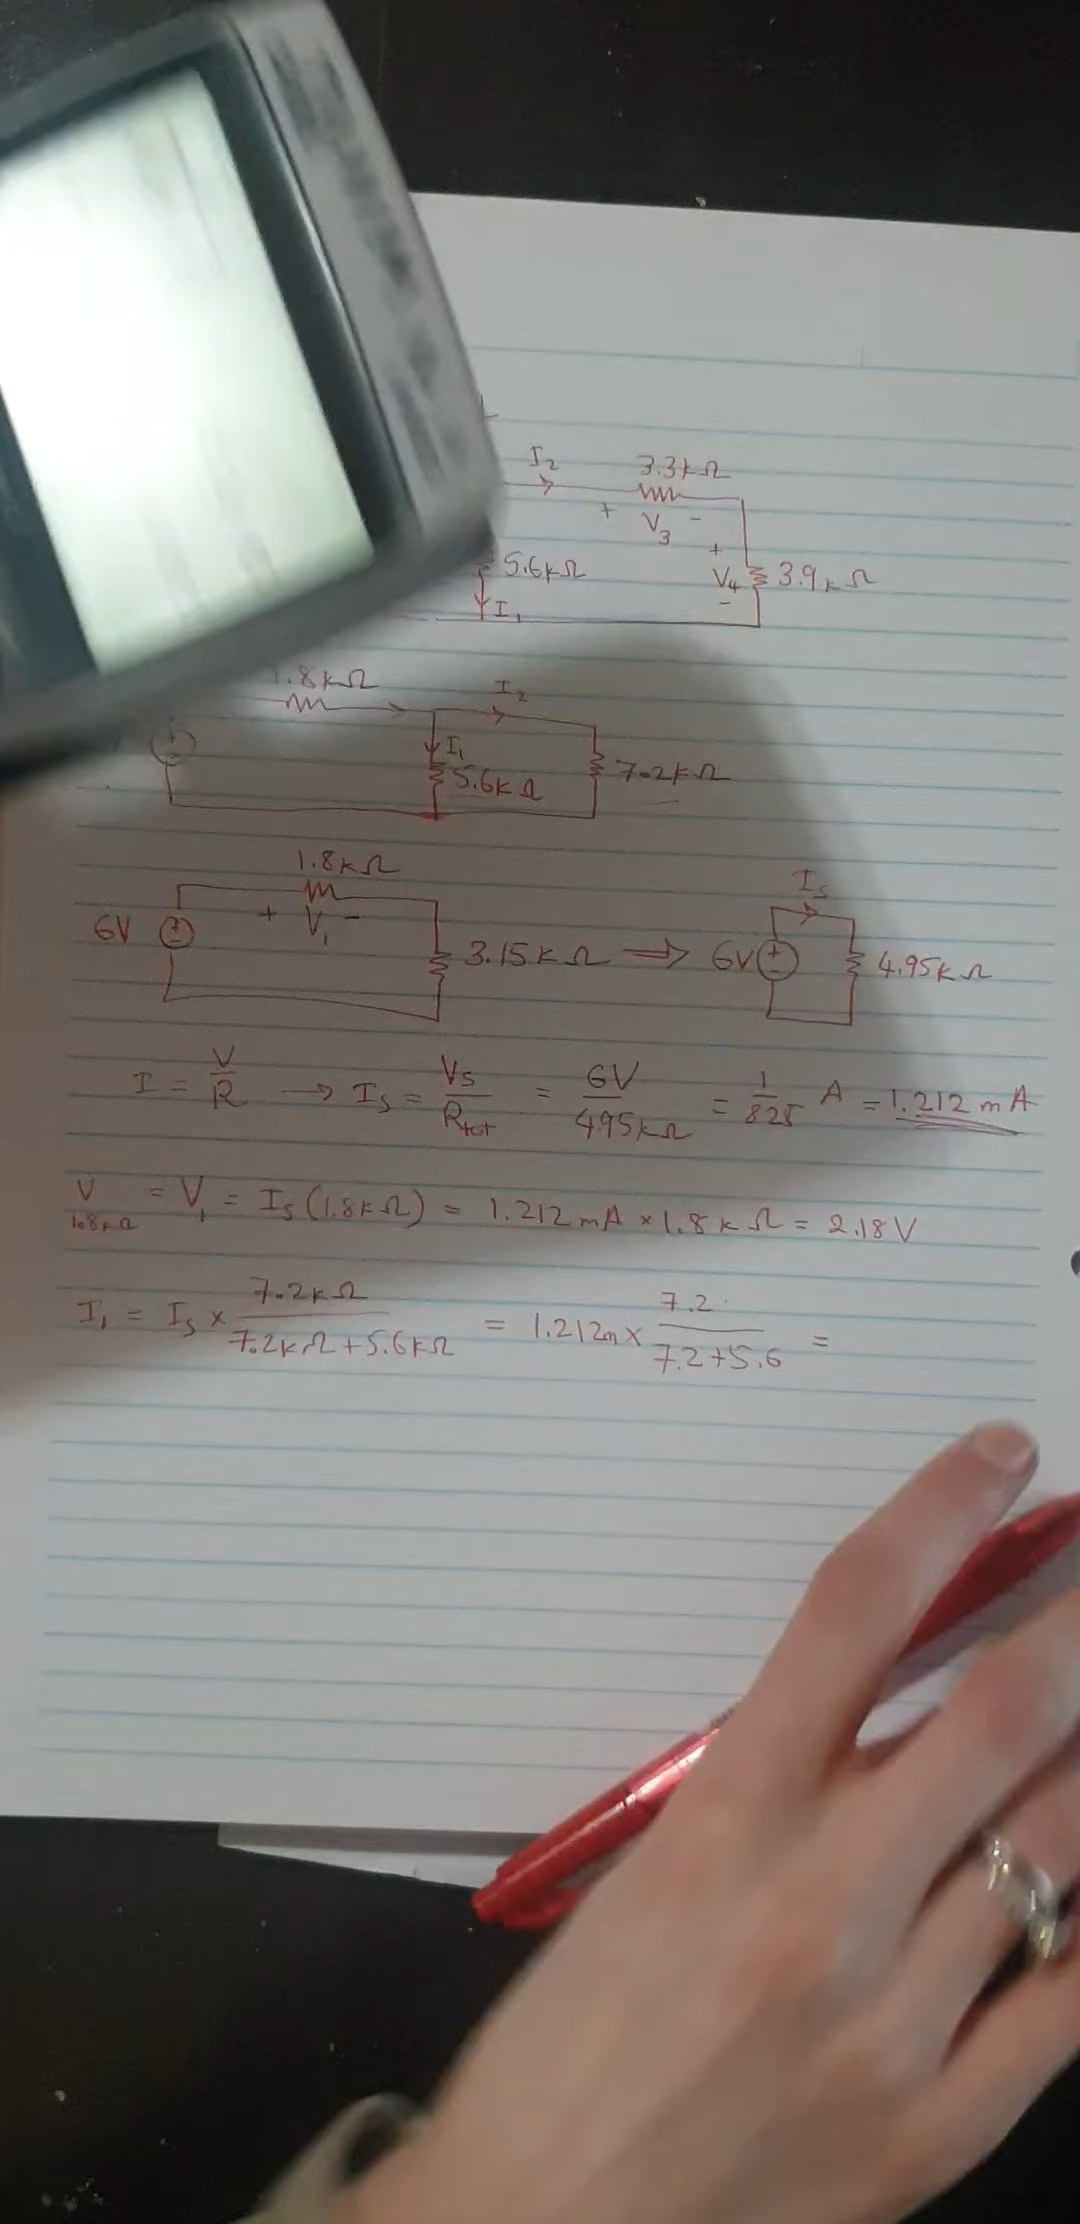 I₂ 3.3kΩ
+ V₃ -
5.6kΩ + V₄ - 3.9kΩ
I₁
1.8kΩ I₂
I₁ 5.6kΩ 7.2kΩ
1.8kΩ
Is
6V + V₁ - 3.15kΩ ⇒ 6V 4.95kΩ
I = V/R → Is = Vs/Rtot = 6V/4.95kΩ = 1/825 A = 1.212 mA
V1.8kΩ = V₁ = Is (1.8kΩ) = 1.212 mA × 1.8 kΩ = 2.18 V
I₁ = Is × 7.2kΩ/7.2kΩ+5.6kΩ = 1.212m × 7.2/7.2+5.6 =